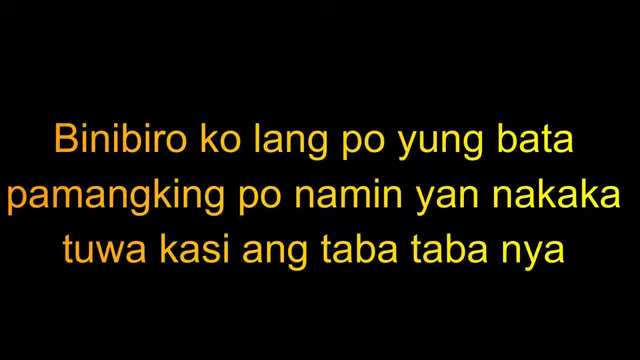 Binibiro ko lang po yung bata
pamangking po namin yan nakaka
tuwa kasi ang taba taba nya